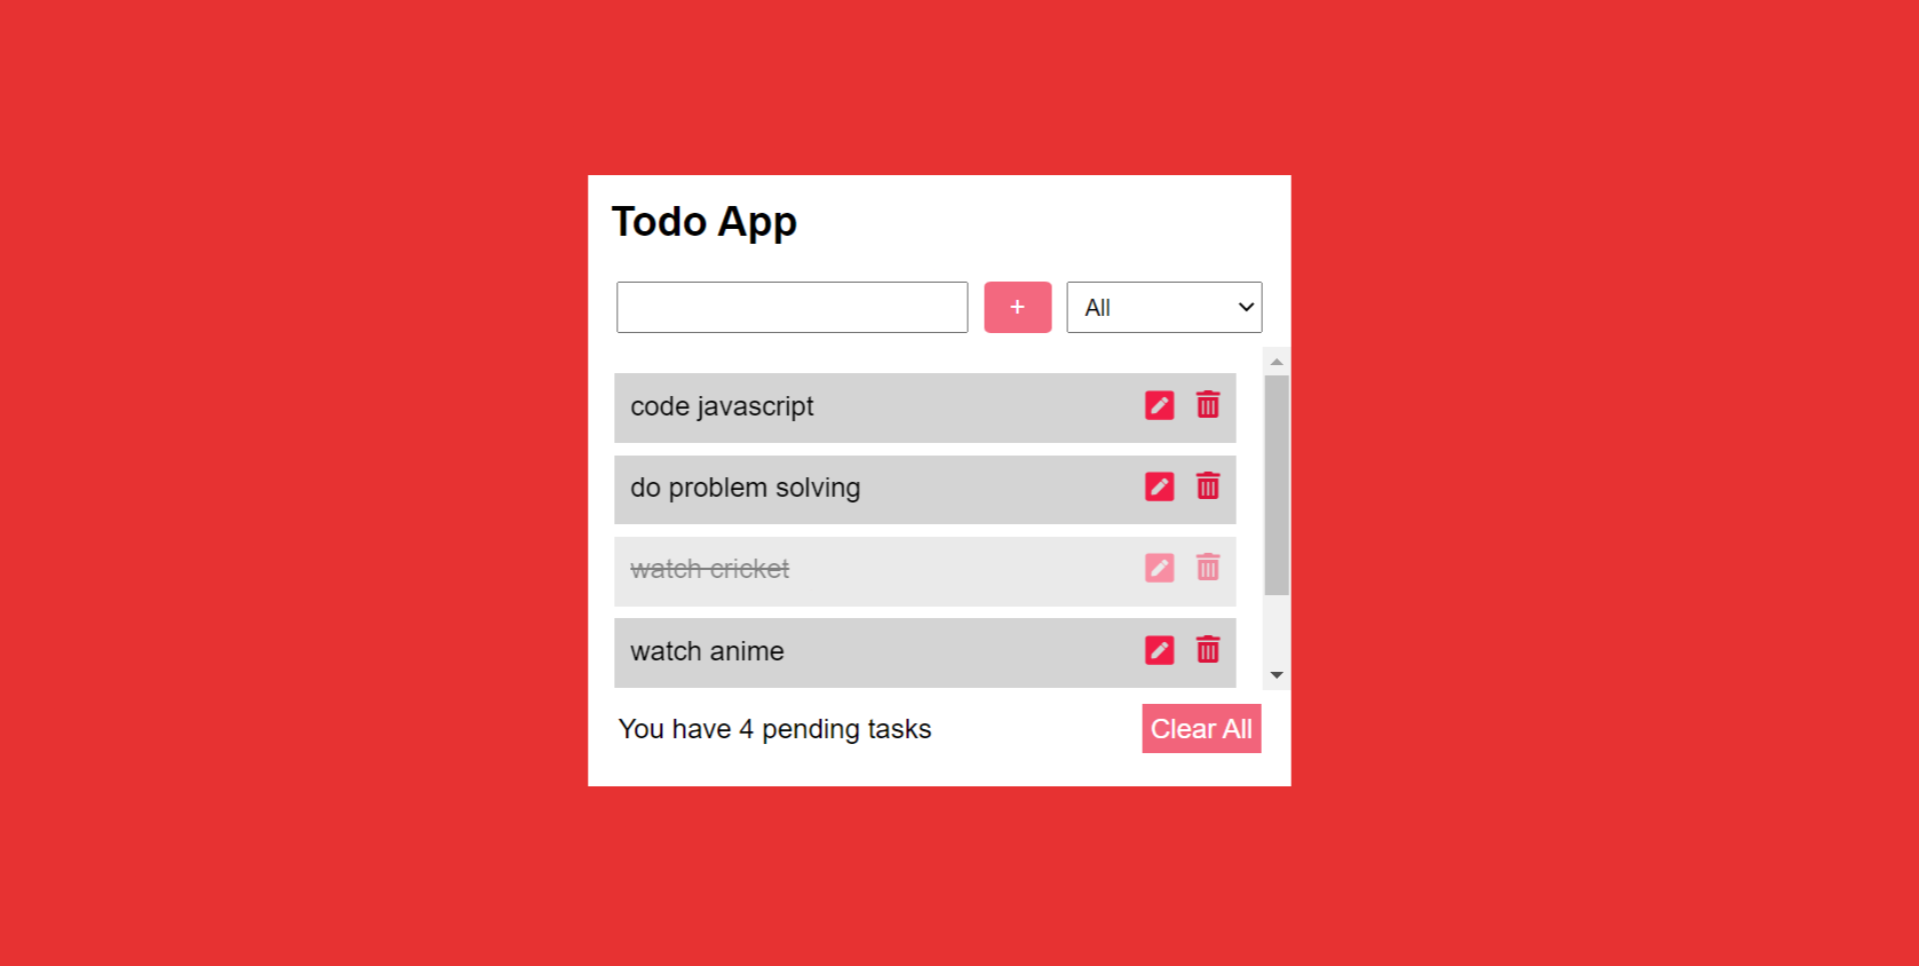 Todo App
+ All
code javascript
do problem solving
watch cricket
watch anime
You have 4 pending tasks Clear All